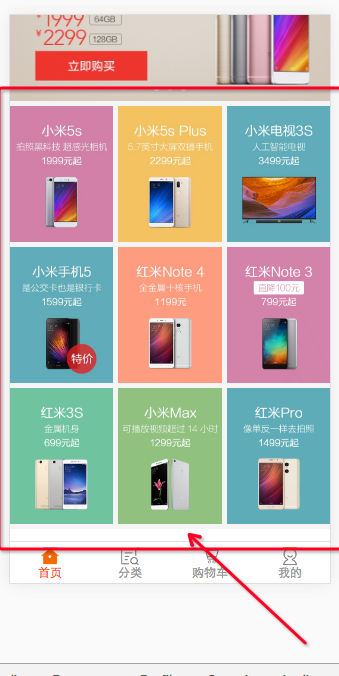 ¥1999 64GB
¥2299 128GB
立即购买
小米5s
拍照黑科技 超感光相机
1999元起
小米5s Plus
5.7英寸大屏双摄手机
2299元起
小米电视3S
人工智能电视
3499元起
小米手机5
是公交卡也是银行卡
1599元起
特价
红米Note 4
全金属十核手机
1199元
红米Note 3
直降100元
799元起
红米3S
金属机身
699元起
小米Max
可播放视频超过 14 小时
1299元起
红米Pro
像单反一样去拍照
1499元起
首页
分类
购物车
我的